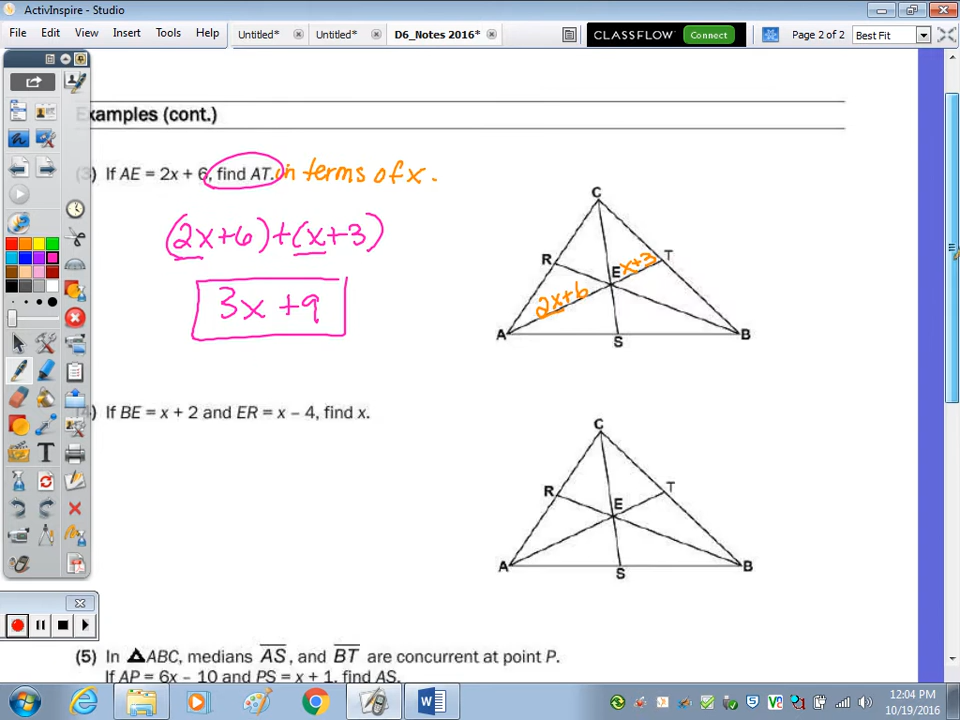 ActivInspire - Studio
File Edit View Insert Tools Help
Untitled* Untitled* D6_Notes 2016*
CLASSFLOW Connect
Page 2 of 2 Best Fit
Examples (cont.)
(3) If AE = 2x + 6, find AT. in terms of x.
(2x+6)+(x+3)
3x +9
C
R
T
E
x+3
2x+6
A
S
B
(4) If BE = x + 2 and ER = x – 4, find x.
C
R
T
E
A
S
B
(5) In ▲ABC, medians AS, and BT are concurrent at point P.
If AP = 6x – 10 and PS = x + 1, find AS.
12:04 PM
10/19/2016